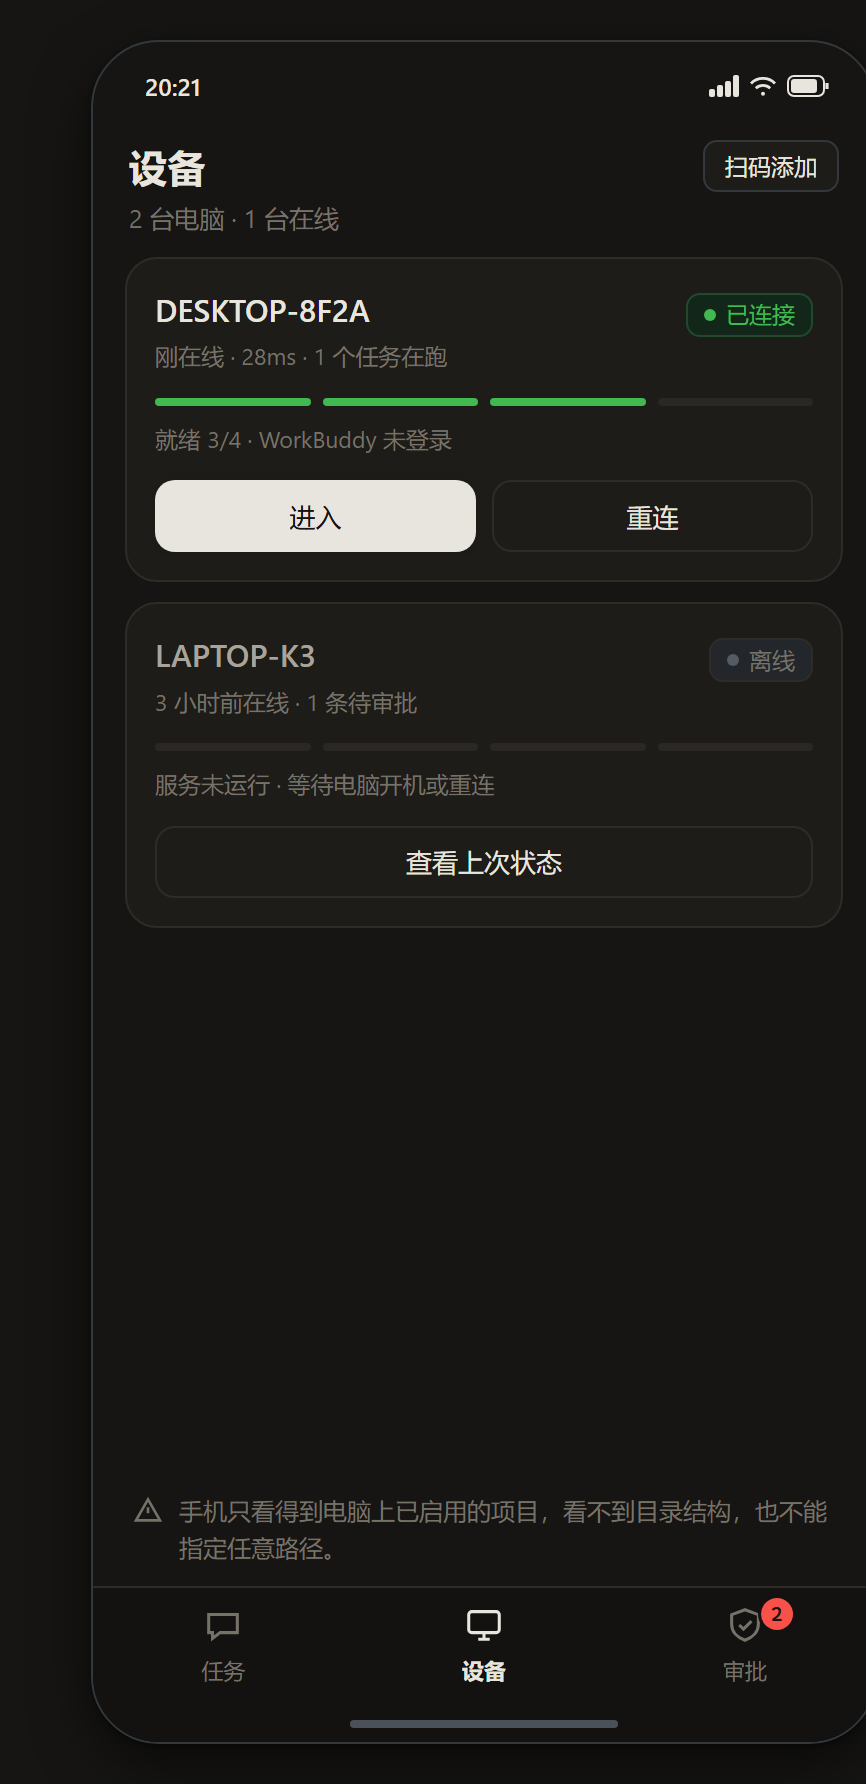 20:21
设备
扫码添加
2 台电脑 · 1 台在线
DESKTOP-8F2A
已连接
刚在线 · 28ms · 1 个任务在跑
就绪 3/4 · WorkBuddy 未登录
进入
重连
LAPTOP-K3
离线
3 小时前在线 · 1 条待审批
服务未运行 · 等待电脑开机或重连
查看上次状态
手机只看得到电脑上已启用的项目，看不到目录结构，也不能
指定任意路径。
2
任务
设备
审批